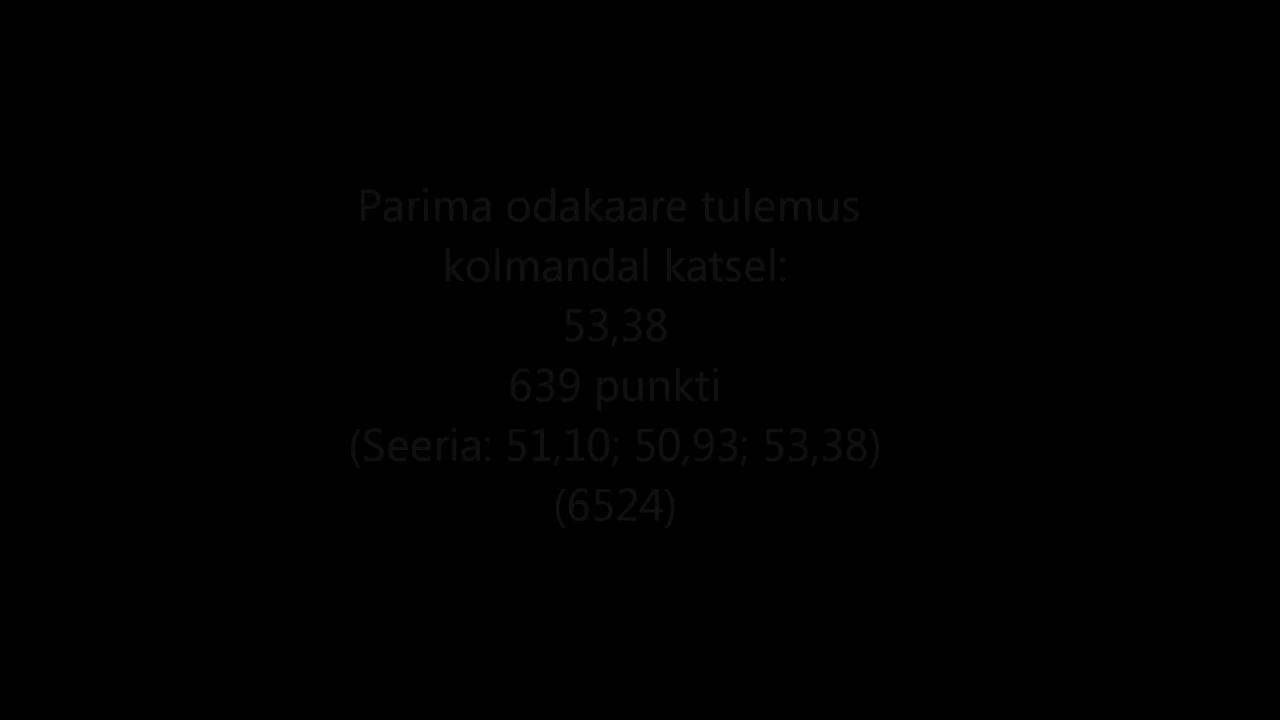 Parima odakaare tulemus
kolmandal katsel:
53,38
639 punkti
(Seeria: 51,10; 50,93; 53,38)
(6524)